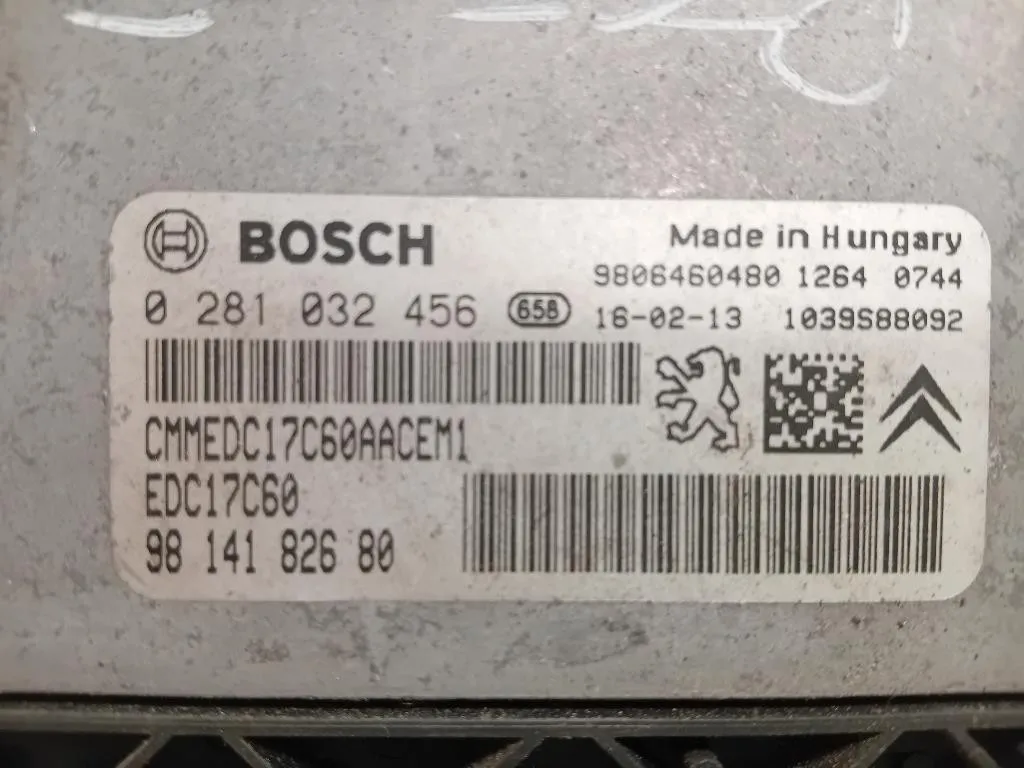 BOSCH
Made in Hungary
9806460480 1264 0744
0 281 032 456 658 16-02-13 1039S88092
CMMEDC17C60AACEM1
EDC17C60
98 141 826 80